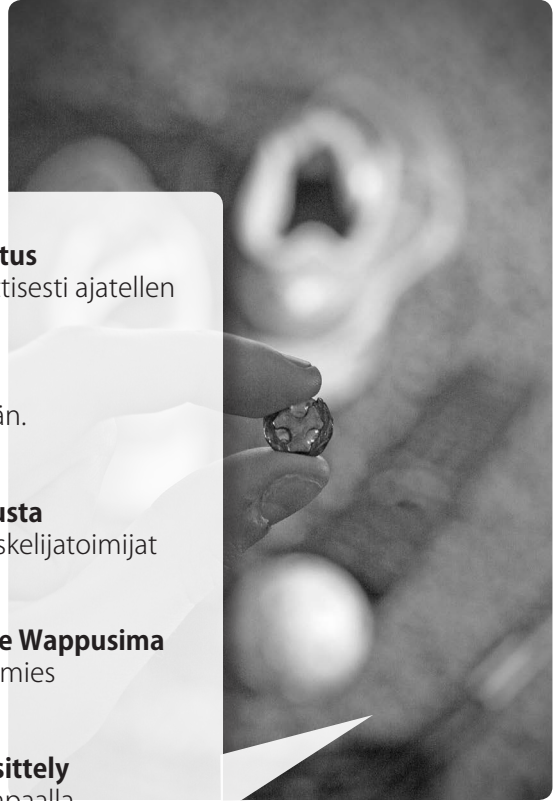 tus
tisesti ajatellen
än.
usta
skelijatoimijat
e Wappusima
mies
sittely